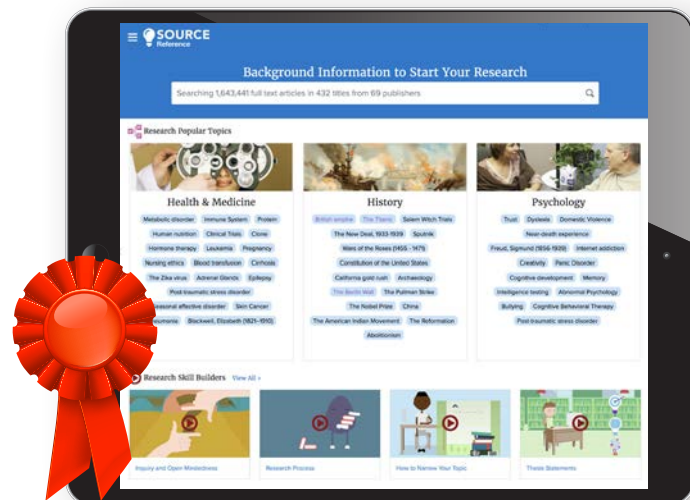 SOURCE
Reference
Background Information to Start Your Research
Searching 1,643,441 full text articles in 432 titles from 69 publishers
Research Popular Topics
Health & Medicine
Metabolic disorder Immune System Protein
Human nutrition Clinical Trials Clone
Hormone therapy Leukemia Pregnancy
Nursing ethics Blood transfusion Cirrhosis
The Zika virus Adrenal Glands Epilepsy
Post-traumatic stress disorder
easonal affective disorder Skin Cancer
neumonia Blackwell, Elizabeth (1821-1910)
History
British empire The Titanic Salem Witch Trials
The New Deal, 1933-1939 Sputnik
Wars of the Roses (1455 - 1471)
Constitution of the United States
California gold rush Archaeology
The Berlin Wall The Pullman Strike
The Nobel Prize China
The American Indian Movement The Reformation
Abolitionism
Psychology
Trust Dyslexia Domestic Violence
Near-death experience
Freud, Sigmund (1856-1939) Internet addiction
Creativity Panic Disorder
Cognitive development Memory
Intelligence testing Abnormal Psychology
Bullying Cognitive Behavioral Therapy
Post-traumatic stress disorder
Research Skill Builders View All »
Inquiry and Open Mindedness
Research Process
How to Narrow Your Topic
Thesis Statements